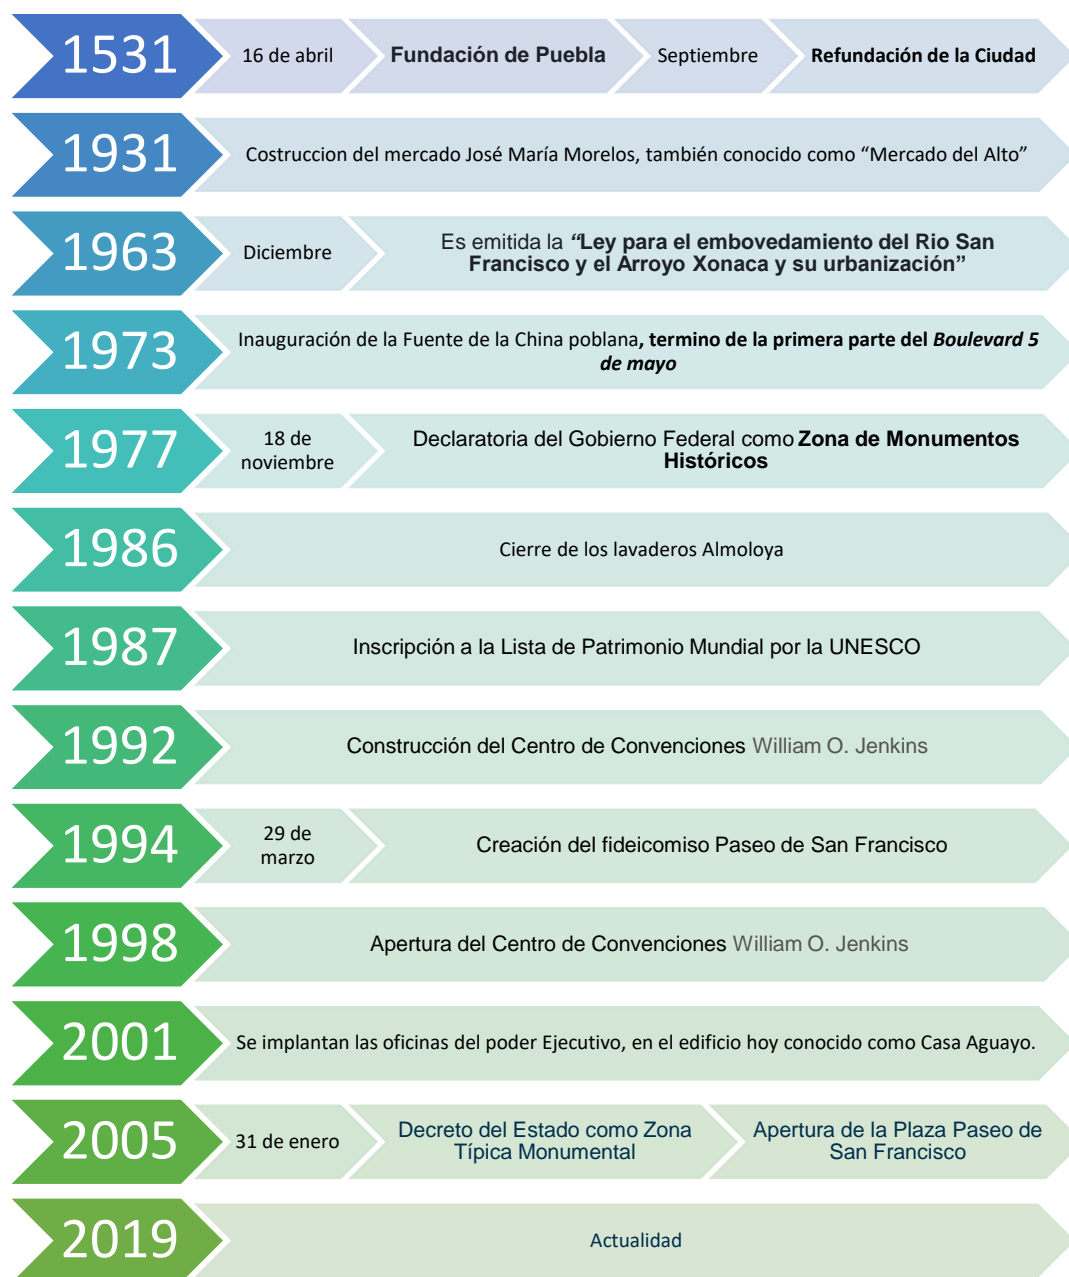 1531
16 de abril
Fundación de Puebla
Septiembre
Refundación de la Ciudad
1931
Costruccion del mercado José María Morelos, también conocido como “Mercado del Alto”
1963
Diciembre
Es emitida la “Ley para el embovedamiento del Rio San
Francisco y el Arroyo Xonaca y su urbanización”
1973
Inauguración de la Fuente de la China poblana, termino de la primera parte del Boulevard 5
de mayo
1977
18 de
noviembre
Declaratoria del Gobierno Federal como Zona de Monumentos
Históricos
1986
Cierre de los lavaderos Almoloya
1987
Inscripción a la Lista de Patrimonio Mundial por la UNESCO
1992
Construcción del Centro de Convenciones William O. Jenkins
1994
29 de
marzo
Creación del fideicomiso Paseo de San Francisco
1998
Apertura del Centro de Convenciones William O. Jenkins
2001
Se implantan las oficinas del poder Ejecutivo, en el edificio hoy conocido como Casa Aguayo.
2005
31 de enero
Decreto del Estado como Zona
Típica Monumental
Apertura de la Plaza Paseo de
San Francisco
2019
Actualidad